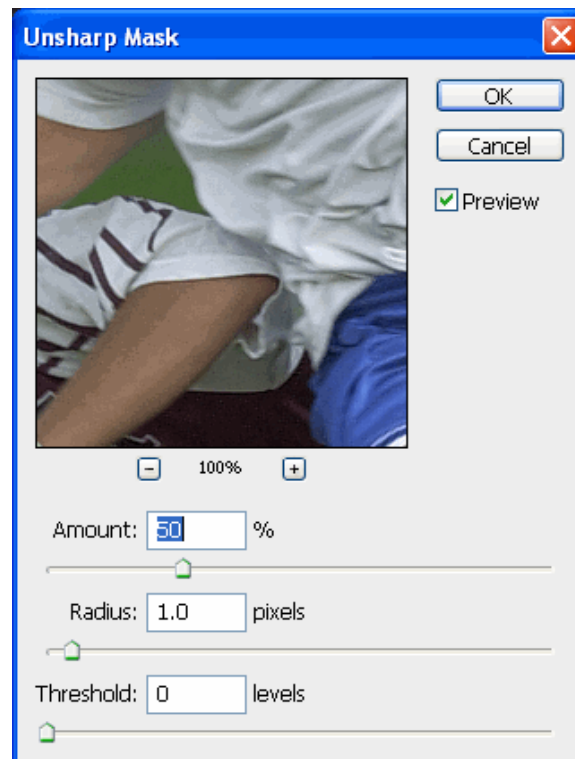 Unsharp Mask
OK
Cancel
Preview
100%
Amount: 50 %
Radius: 1.0 pixels
Threshold: 0 levels